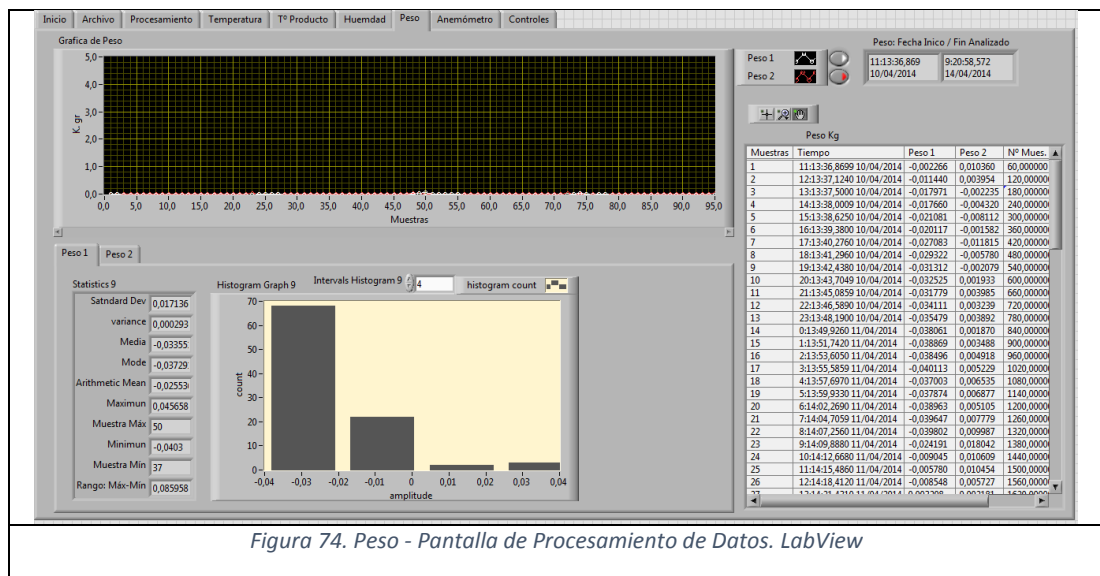 Inicio Archivo Procesamiento Temperatura Tº Producto Huemdad Peso Anemómetro Controles
Grafica de Peso
5,0
4,0
3,0
2,0
1,0
0,0
K. gr
0,0 5,0 10,0 15,0 20,0 25,0 30,0 35,0 40,0 45,0 50,0 55,0 60,0 65,0 70,0 75,0 80,0 85,0 90,0 95,0
Muestras
Peso 1
Peso 2
Peso: Fecha Inico / Fin Analizado
11:13:36,869 9:20:58,572
10/04/2014 14/04/2014
Peso Kg
Muestras Tiempo Peso 1 Peso 2 Nº Mues.
1 11:13:36,8699 10/04/2014 -0,002266 0,010360 60,000000
2 12:13:37,1240 10/04/2014 -0,011440 0,003954 120,00000
3 13:13:37,5000 10/04/2014 -0,017971 -0,002235 180,00000
4 14:13:38,0009 10/04/2014 -0,017660 -0,004320 240,00000
5 15:13:38,6250 10/04/2014 -0,021081 -0,008112 300,00000
6 16:13:39,3800 10/04/2014 -0,020117 -0,001582 360,00000
7 17:13:40,2760 10/04/2014 -0,027083 -0,011815 420,00000
8 18:13:41,2960 10/04/2014 -0,029322 -0,005780 480,00000
9 19:13:42,4380 10/04/2014 -0,031312 -0,002079 540,00000
10 20:13:43,7049 10/04/2014 -0,032525 0,001933 600,00000
11 21:13:45,0859 10/04/2014 -0,031779 0,003985 660,00000
12 22:13:46,5890 10/04/2014 -0,034111 0,003239 720,00000
13 23:13:48,1900 10/04/2014 -0,035479 0,003892 780,00000
14 0:13:49,9260 11/04/2014 -0,038061 0,001870 840,00000
15 1:13:51,7420 11/04/2014 -0,038869 0,003488 900,00000
16 2:13:53,6050 11/04/2014 -0,038496 0,004918 960,00000
17 3:13:55,5859 11/04/2014 -0,040113 0,005229 1020,0000
18 4:13:57,6970 11/04/2014 -0,037003 0,006535 1080,0000
19 5:13:59,9330 11/04/2014 -0,037874 0,006877 1140,0000
20 6:14:02,2690 11/04/2014 -0,038963 0,005105 1200,0000
21 7:14:04,7059 11/04/2014 -0,039647 0,007779 1260,0000
22 8:14:07,2560 11/04/2014 -0,039802 0,009987 1320,0000
23 9:14:09,8880 11/04/2014 -0,024191 0,018042 1380,0000
24 10:14:12,6680 11/04/2014 -0,009045 0,010609 1440,0000
25 11:14:15,4860 11/04/2014 -0,005780 0,010454 1500,0000
26 12:14:18,4120 11/04/2014 -0,008548 0,005727 1560,0000
Peso 1 Peso 2
Statistics 9
Satndard Dev 0,017136
variance 0,000293
Media -0,03355
Mode -0,03729
Arithmetic Mean -0,02553
Maximun 0,045658
Muestra Máx 50
Minimun -0,0403
Muestra Mín 37
Rango: Máx-Mín 0,085958
Histogram Graph 9 Intervals Histogram 9 4 histogram count
70
60
50
40
30
20
10
0
count
-0,04 -0,03 -0,02 -0,01 0 0,01 0,02 0,03 0,04
amplitude
Figura 74. Peso - Pantalla de Procesamiento de Datos. LabView